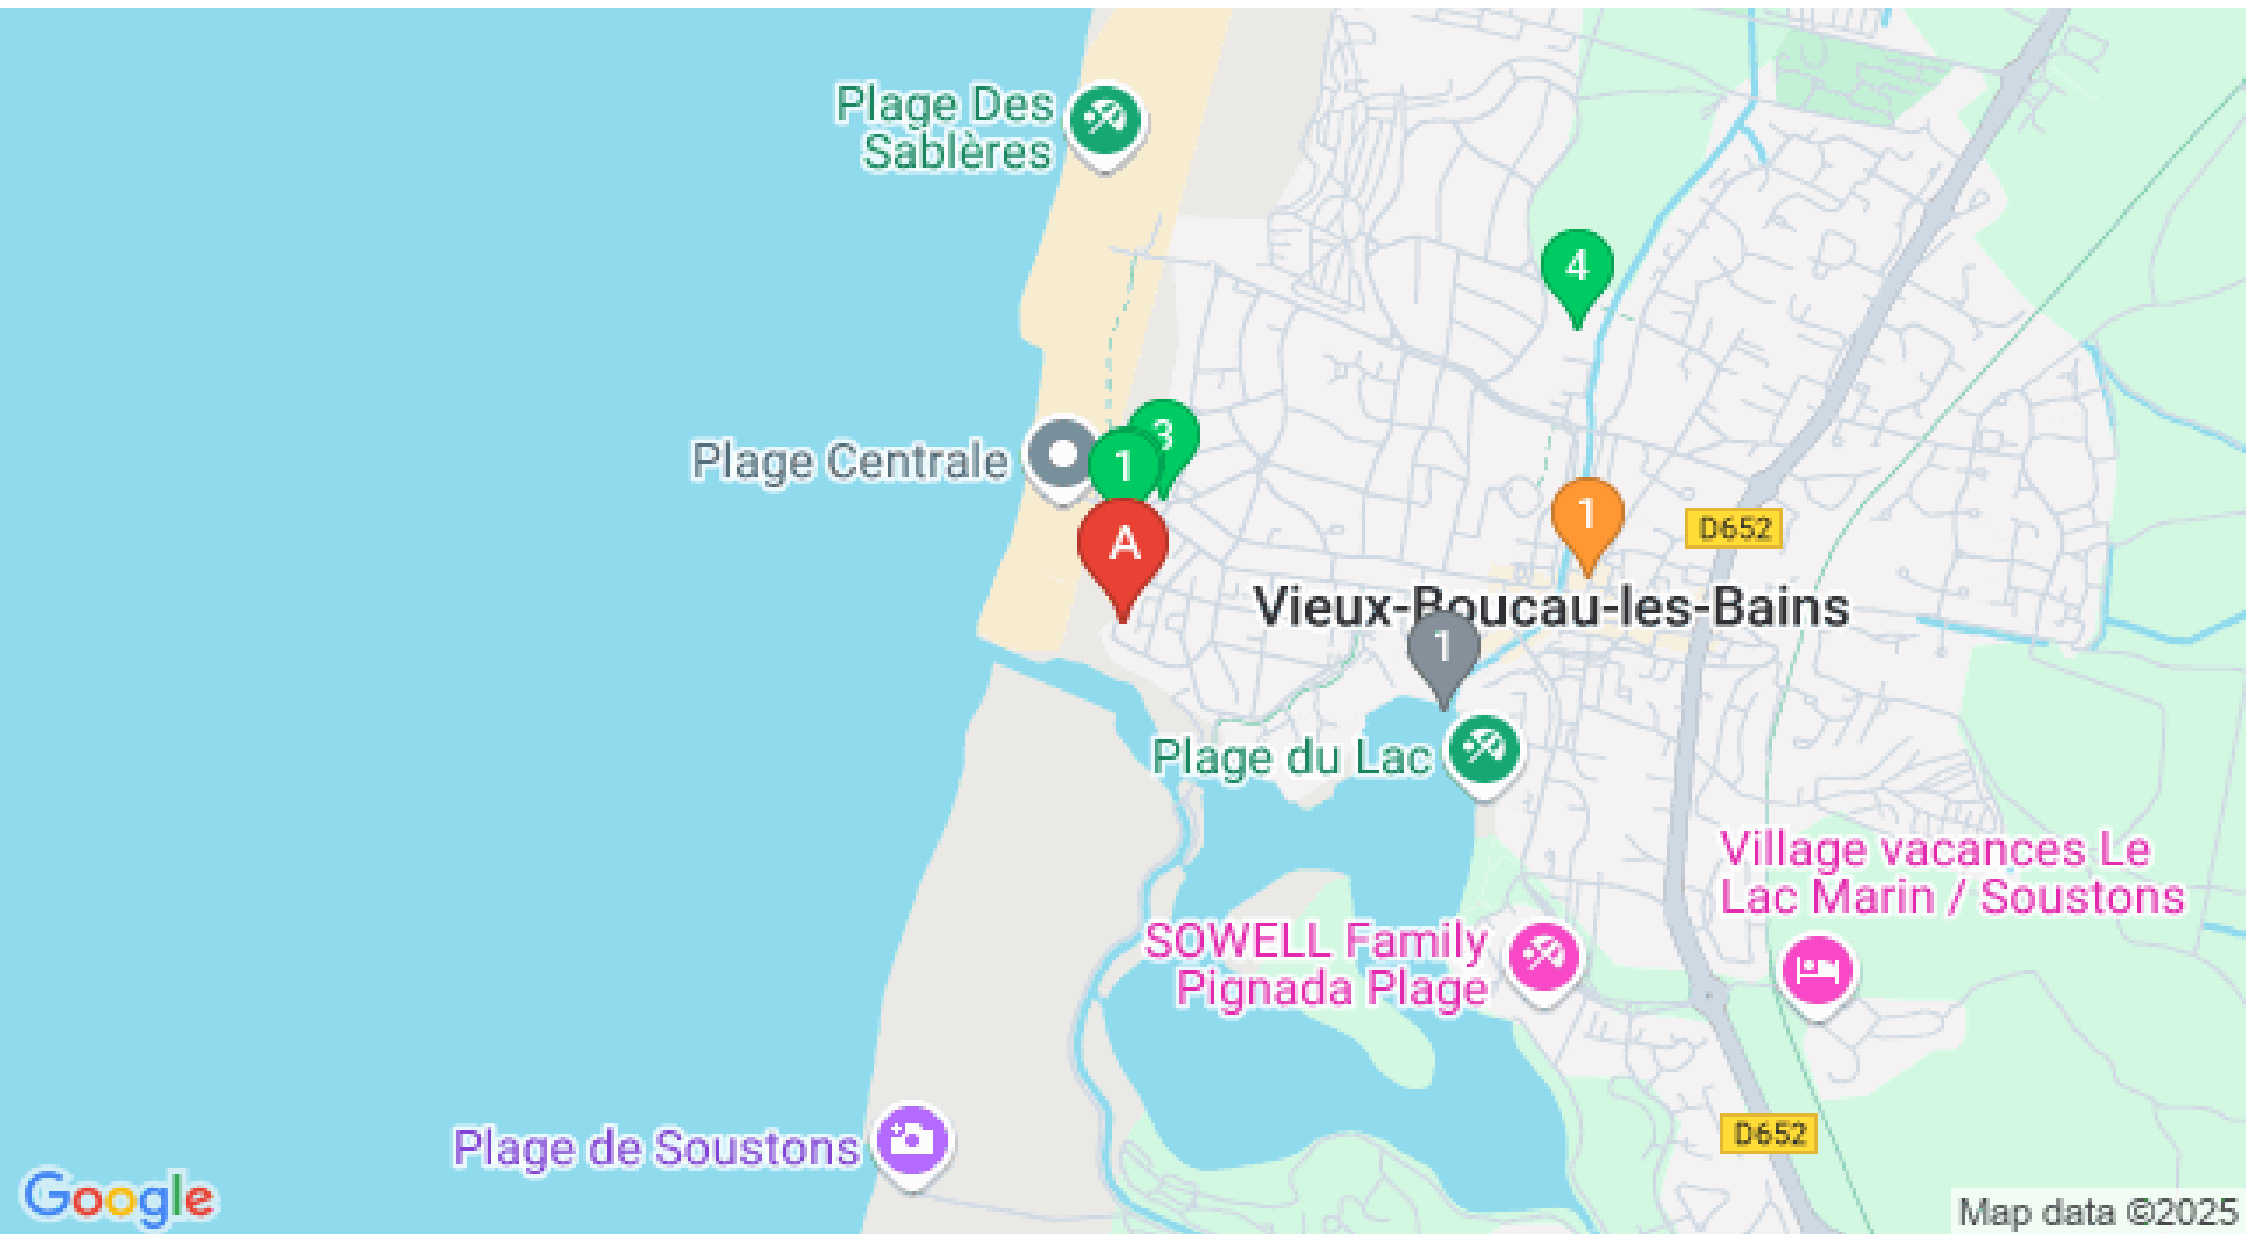 Plage Des
Sablères
4
Plage Centrale
3
1
A
1
D652
Vieux-Boucau-les-Bains
1
Plage du Lac
Village vacances Le
Lac Marin / Soustons
SOWELL Family
Pignada Plage
Plage de Soustons
D652
Google
Map data ©2025